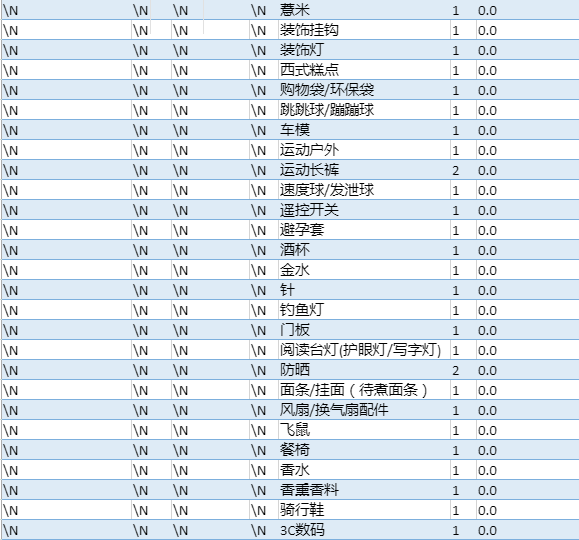 \N \N \N \N 薏米 1 0.0
\N \N \N \N 装饰挂钩 1 0.0
\N \N \N \N 装饰灯 1 0.0
\N \N \N \N 西式糕点 1 0.0
\N \N \N \N 购物袋/环保袋 1 0.0
\N \N \N \N 跳跳球/蹦蹦球 1 0.0
\N \N \N \N 车模 1 0.0
\N \N \N \N 运动户外 1 0.0
\N \N \N \N 运动长裤 2 0.0
\N \N \N \N 速度球/发泄球 1 0.0
\N \N \N \N 遥控开关 1 0.0
\N \N \N \N 避孕套 1 0.0
\N \N \N \N 酒杯 1 0.0
\N \N \N \N 金水 1 0.0
\N \N \N \N 针 1 0.0
\N \N \N \N 钓鱼灯 1 0.0
\N \N \N \N 门板 1 0.0
\N \N \N \N 阅读台灯(护眼灯/写字灯) 1 0.0
\N \N \N \N 防晒 2 0.0
\N \N \N \N 面条/挂面（待煮面条） 1 0.0
\N \N \N \N 风扇/换气扇配件 1 0.0
\N \N \N \N 飞鼠 1 0.0
\N \N \N \N 餐椅 1 0.0
\N \N \N \N 香水 1 0.0
\N \N \N \N 香薰香料 1 0.0
\N \N \N \N 骑行鞋 1 0.0
\N \N \N \N 3C数码 1 0.0